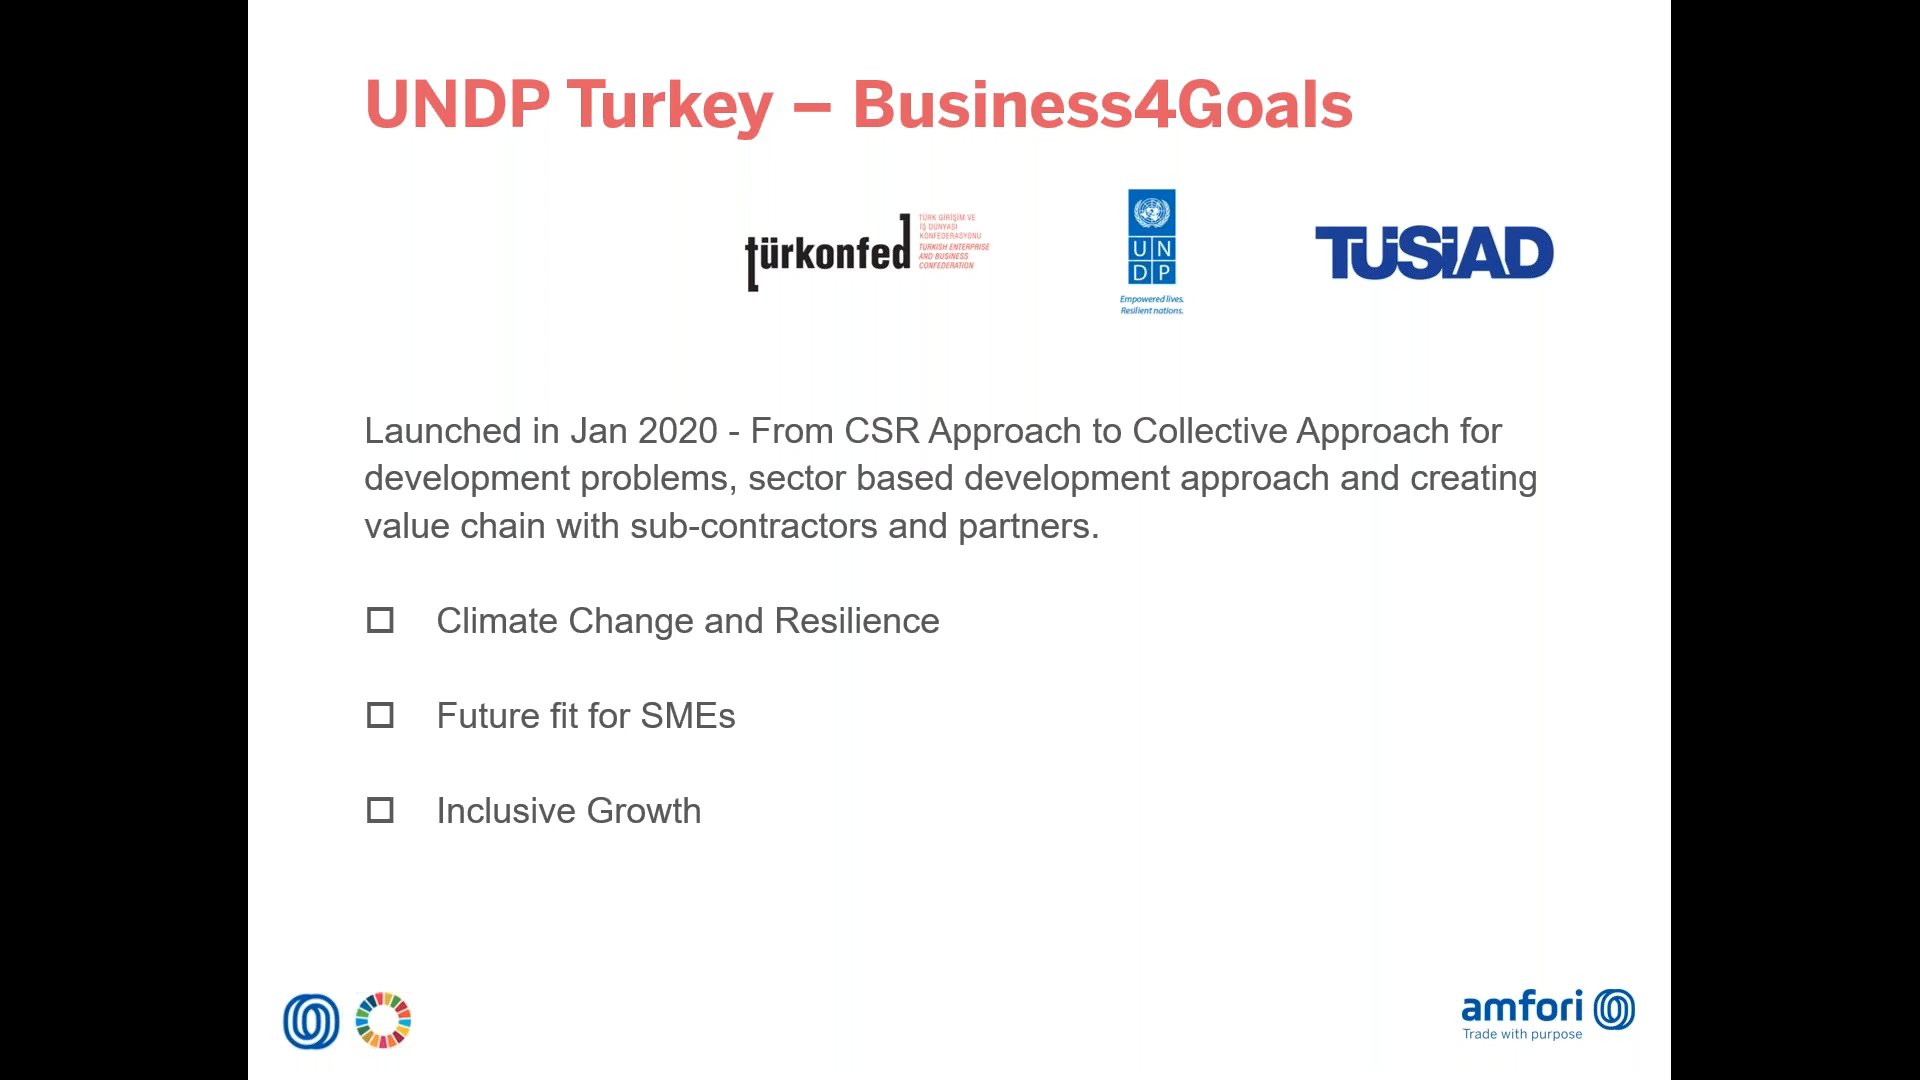 UNDP Turkey – Business4Goals
türkonfed
TÜRK GİRİŞİM VE
İŞ DÜNYASI
KONFEDERASYONU
TURKISH ENTERPRISE
AND BUSINESS
CONFEDERATION
UN
DP
Empowered lives.
Resilient nations.
TÜSİAD
Launched in Jan 2020 - From CSR Approach to Collective Approach for
development problems, sector based development approach and creating
value chain with sub-contractors and partners.
Climate Change and Resilience
Future fit for SMEs
Inclusive Growth
amfori
Trade with purpose